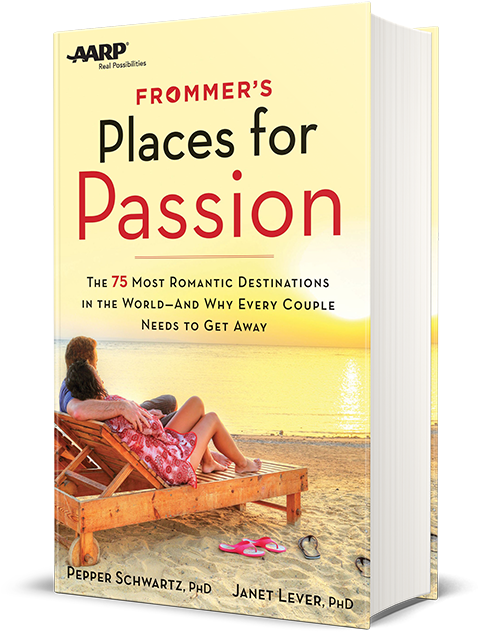 AARP®
Real Possibilities
FROMMER'S
Places for
Passion
THE 75 MOST ROMANTIC DESTINATIONS
IN THE WORLD—AND WHY EVERY COUPLE
NEEDS TO GET AWAY
PEPPER SCHWARTZ, PHD JANET LEVER, PHD